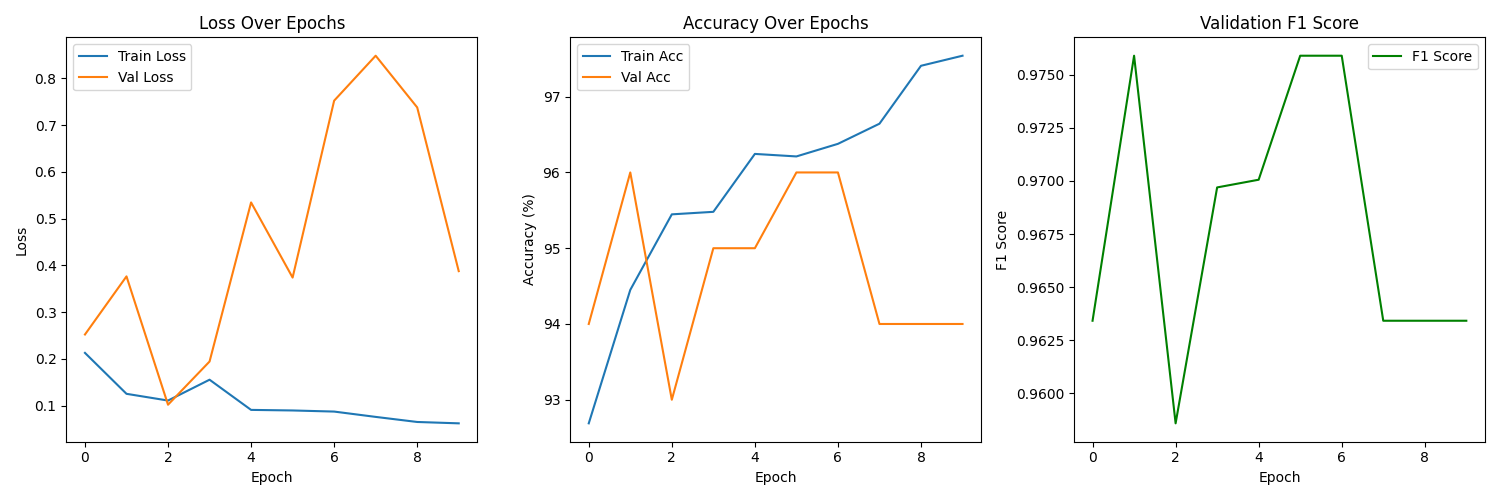 Loss Over Epochs
Train Loss
Val Loss
0.8
0.7
0.6
0.5
0.4
0.3
0.2
0.1
Loss
0 2 4 6 8
Epoch
Accuracy Over Epochs
Train Acc
Val Acc
97
96
95
94
93
Accuracy (%)
0 2 4 6 8
Epoch
Validation F1 Score
F1 Score
0.9750
0.9725
0.9700
0.9675
0.9650
0.9625
0.9600
F1 Score
0 2 4 6 8
Epoch